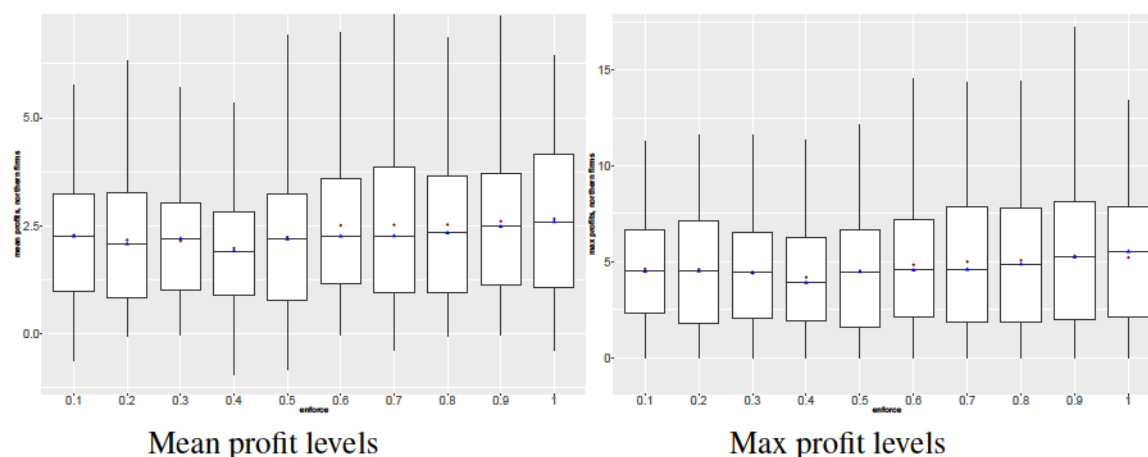 mean profits, northern firms
5.0
2.5
0.0
0.1 0.2 0.3 0.4 0.5 0.6 0.7 0.8 0.9 1
enforce
Mean profit levels
max profits, northern firms
15
10
5
0
0.1 0.2 0.3 0.4 0.5 0.6 0.7 0.8 0.9 1
enforce
Max profit levels